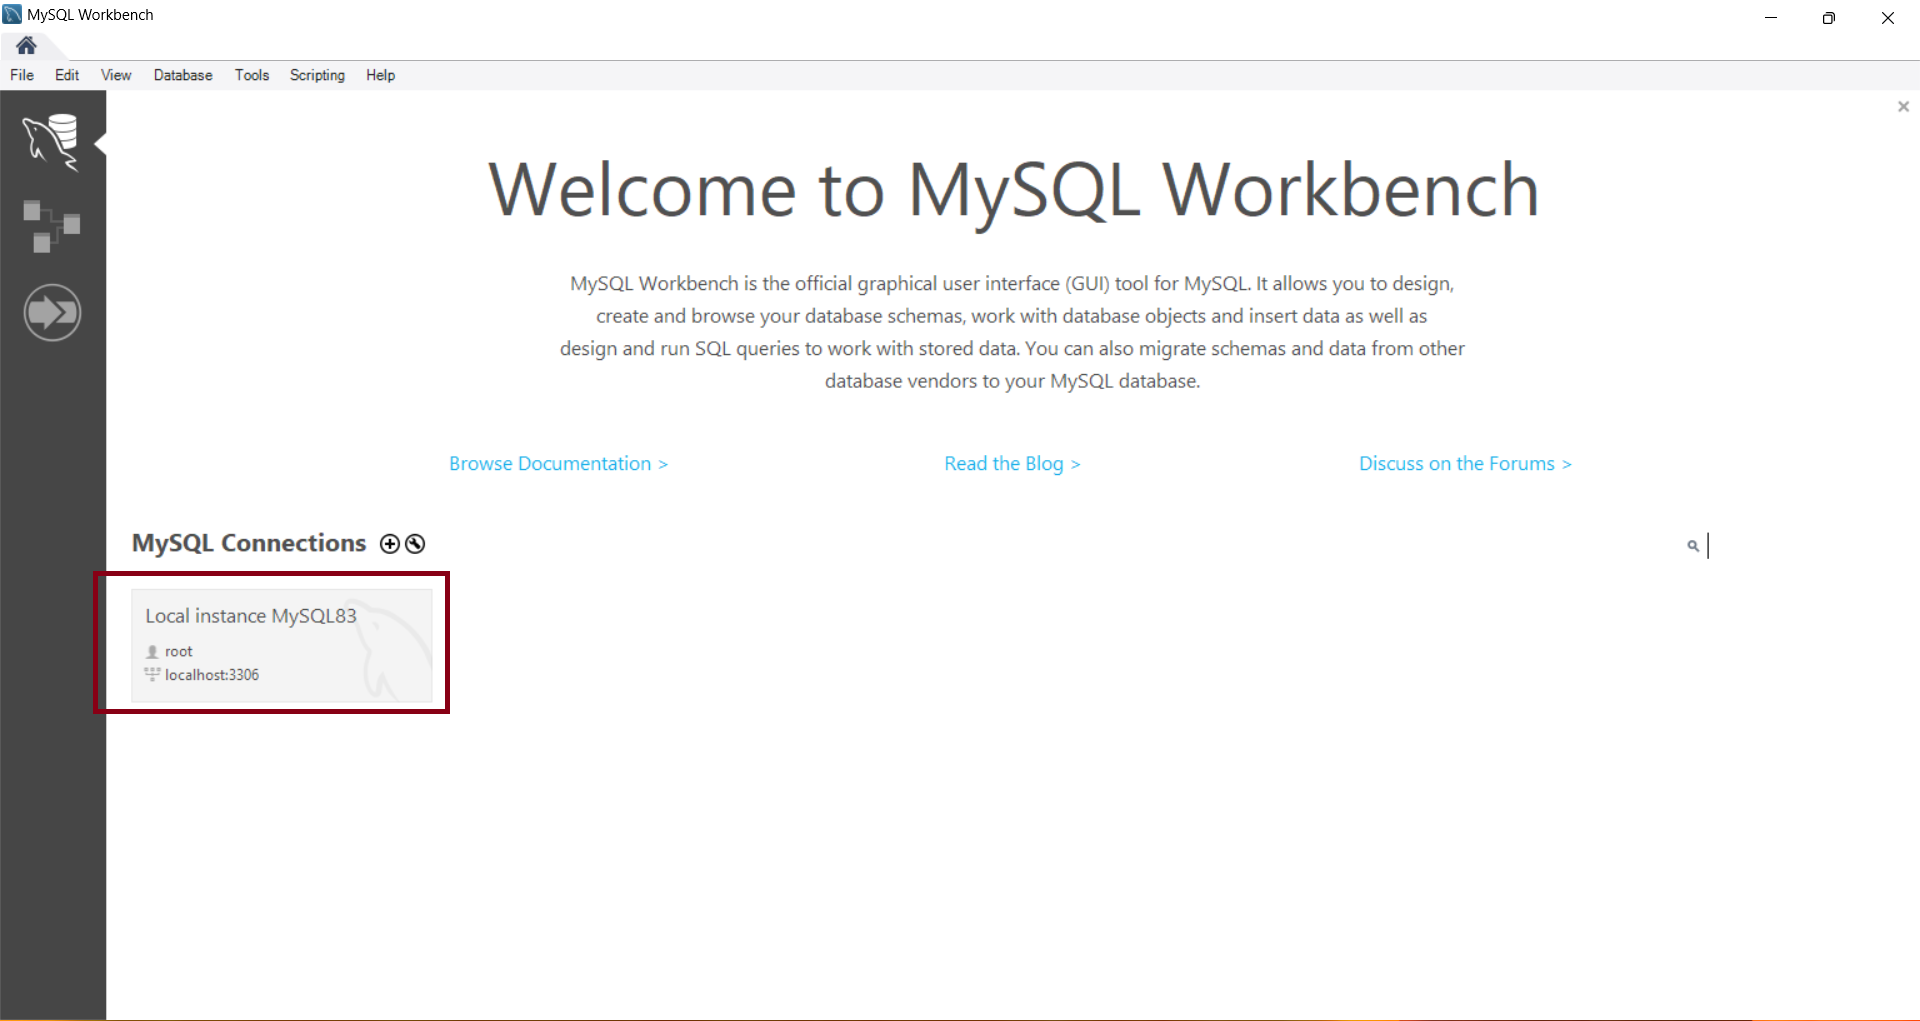 MySQL Workbench
File Edit View Database Tools Scripting Help
Welcome to MySQL Workbench
MySQL Workbench is the official graphical user interface (GUI) tool for MySQL. It allows you to design,
create and browse your database schemas, work with database objects and insert data as well as
design and run SQL queries to work with stored data. You can also migrate schemas and data from other
database vendors to your MySQL database.
Browse Documentation >
Read the Blog >
Discuss on the Forums >
MySQL Connections
Local instance MySQL83
root
localhost:3306